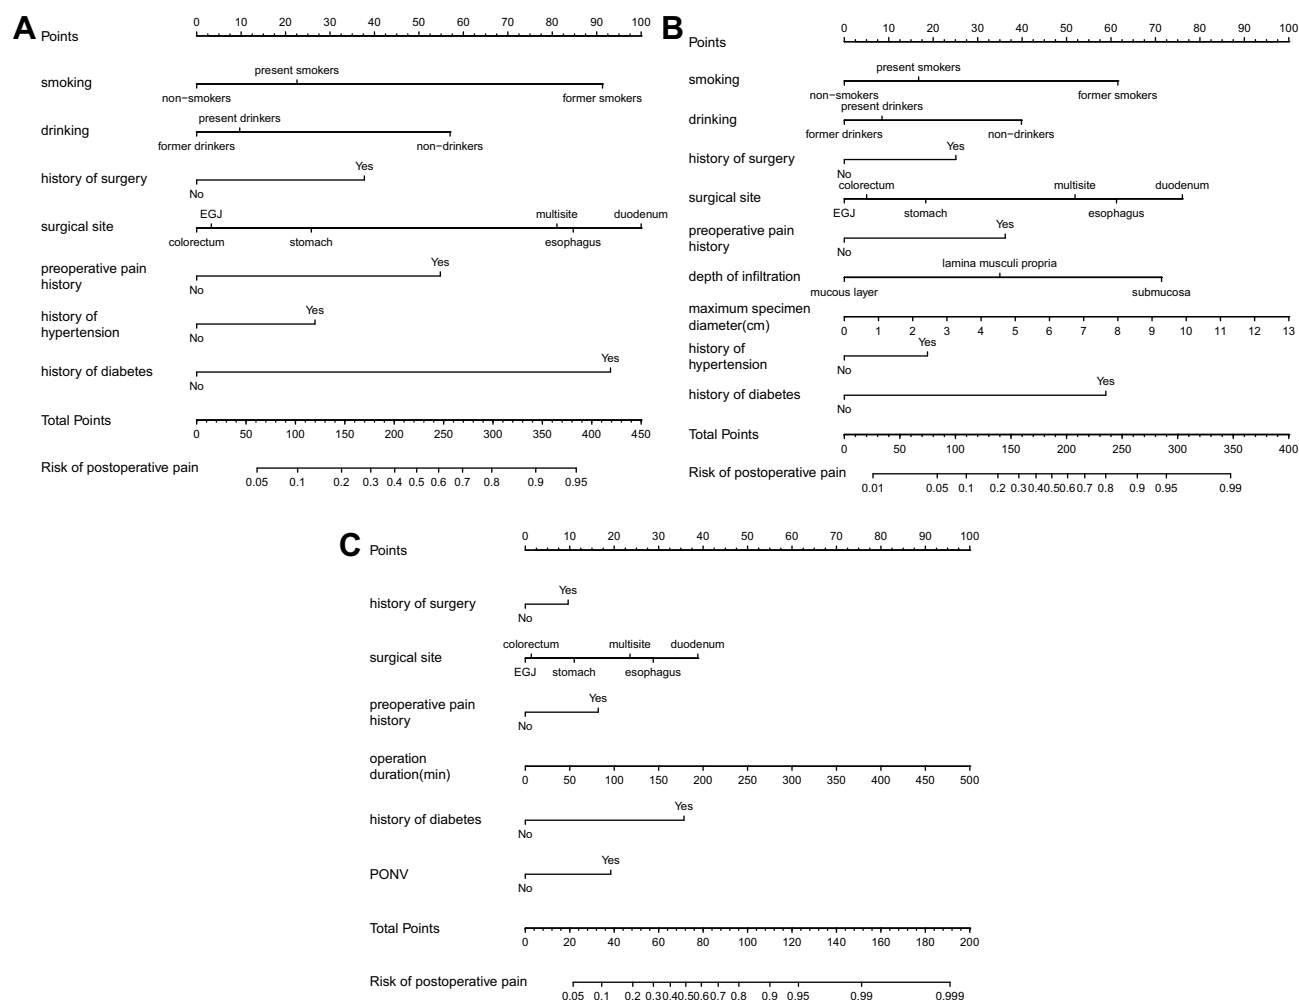 A
Points
0 10 20 30 40 50 60 70 80 90 100
smoking
present smokers
non−smokers
former smokers
drinking
present drinkers
former drinkers
non−drinkers
history of surgery
Yes
No
surgical site
EGJ
multisite
duodenum
colorectum
stomach
esophagus
preoperative pain
history
Yes
No
history of
hypertension
Yes
No
history of diabetes
Yes
No
Total Points
0 50 100 150 200 250 300 350 400 450
Risk of postoperative pain
0.05 0.1 0.2 0.3 0.4 0.5 0.6 0.7 0.8 0.9 0.95
B
Points
0 10 20 30 40 50 60 70 80 90 100
smoking
present smokers
non−smokers
former smokers
drinking
present drinkers
former drinkers
non−drinkers
history of surgery
Yes
No
surgical site
colorectum
multisite
duodenum
EGJ
stomach
esophagus
preoperative pain
history
Yes
No
depth of infiltration
lamina musculi propria
mucous layer
submucosa
maximum specimen
diameter(cm)
0 1 2 3 4 5 6 7 8 9 10 11 12 13
history of
hypertension
Yes
No
history of diabetes
Yes
No
Total Points
0 50 100 150 200 250 300 350 400
Risk of postoperative pain
0.01 0.05 0.1 0.2 0.3 0.4 0.5 0.6 0.7 0.8 0.9 0.95 0.99
C
Points
0 10 20 30 40 50 60 70 80 90 100
history of surgery
Yes
No
surgical site
colorectum
multisite
duodenum
EGJ
stomach
esophagus
preoperative pain
history
Yes
No
operation
duration(min)
0 50 100 150 200 250 300 350 400 450 500
history of diabetes
Yes
No
PONV
Yes
No
Total Points
0 20 40 60 80 100 120 140 160 180 200
Risk of postoperative pain
0.05 0.1 0.2 0.3 0.4 0.5 0.6 0.7 0.8 0.9 0.95 0.99 0.999